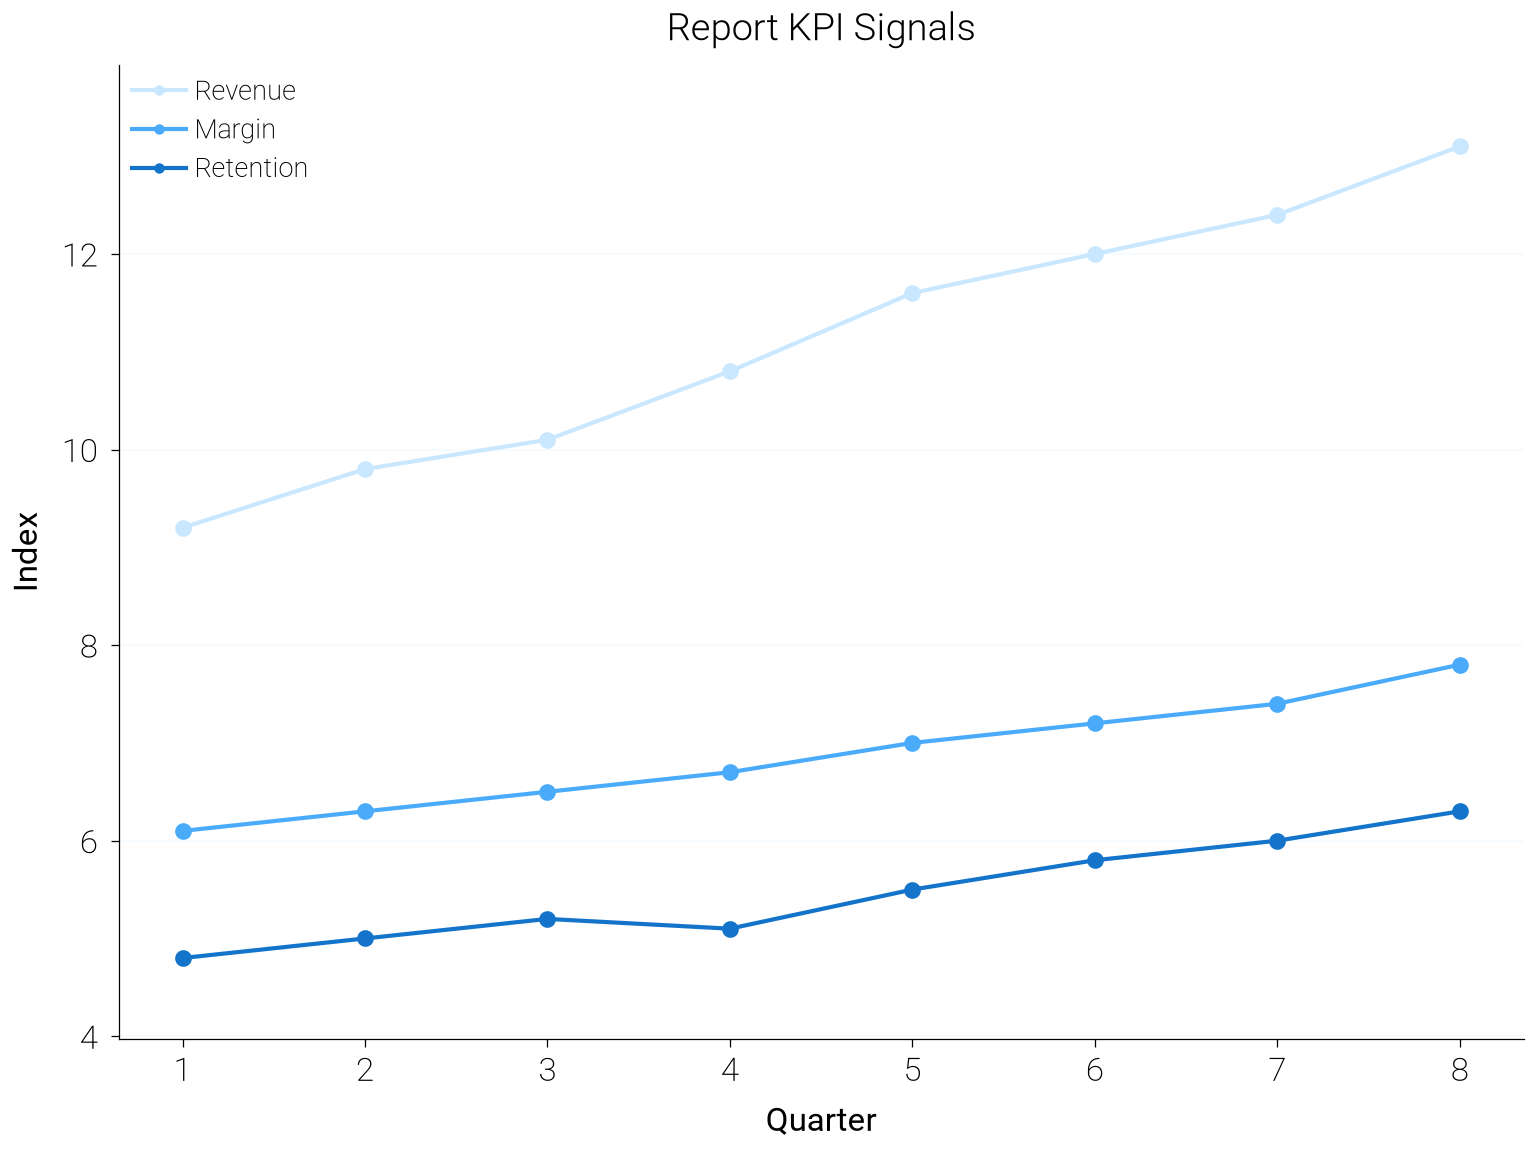 Report KPI Signals
Revenue
Margin
Retention
12
10
8
6
4
Index
1 2 3 4 5 6 7 8
Quarter